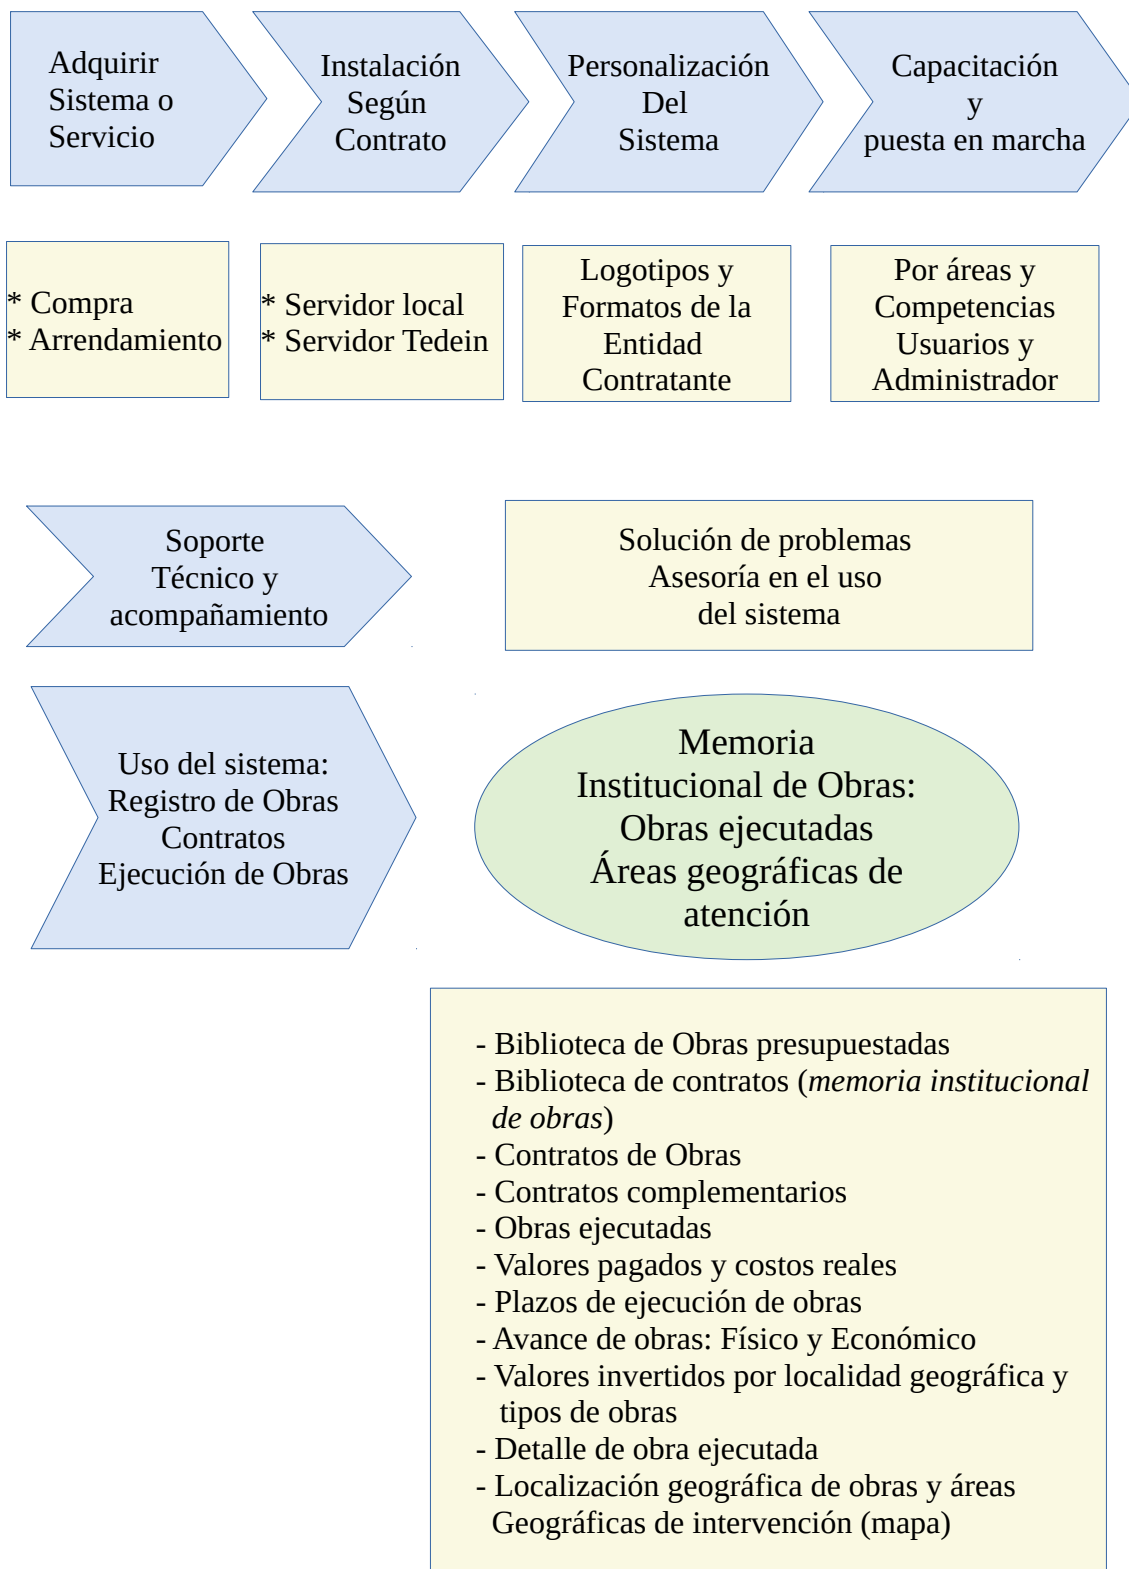 Adquirir
Sistema o
Servicio
Instalación
Según
Contrato
Personalización
Del
Sistema
Capacitación
y
puesta en marcha
* Compra
* Arrendamiento
* Servidor local
* Servidor Tedein
Logotipos y
Formatos de la
Entidad
Contratante
Por áreas y
Competencias
Usuarios y
Administrador
Soporte
Técnico y
acompañamiento
Solución de problemas
Asesoría en el uso
del sistema
Uso del sistema:
Registro de Obras
Contratos
Ejecución de Obras
Memoria
Institucional de Obras:
Obras ejecutadas
Áreas geográficas de
atención
- Biblioteca de Obras presupuestadas
- Biblioteca de contratos (memoria institucional
de obras)
- Contratos de Obras
- Contratos complementarios
- Obras ejecutadas
- Valores pagados y costos reales
- Plazos de ejecución de obras
- Avance de obras: Físico y Económico
- Valores invertidos por localidad geográfica y
tipos de obras
- Detalle de obra ejecutada
- Localización geográfica de obras y áreas
Geográficas de intervención (mapa)